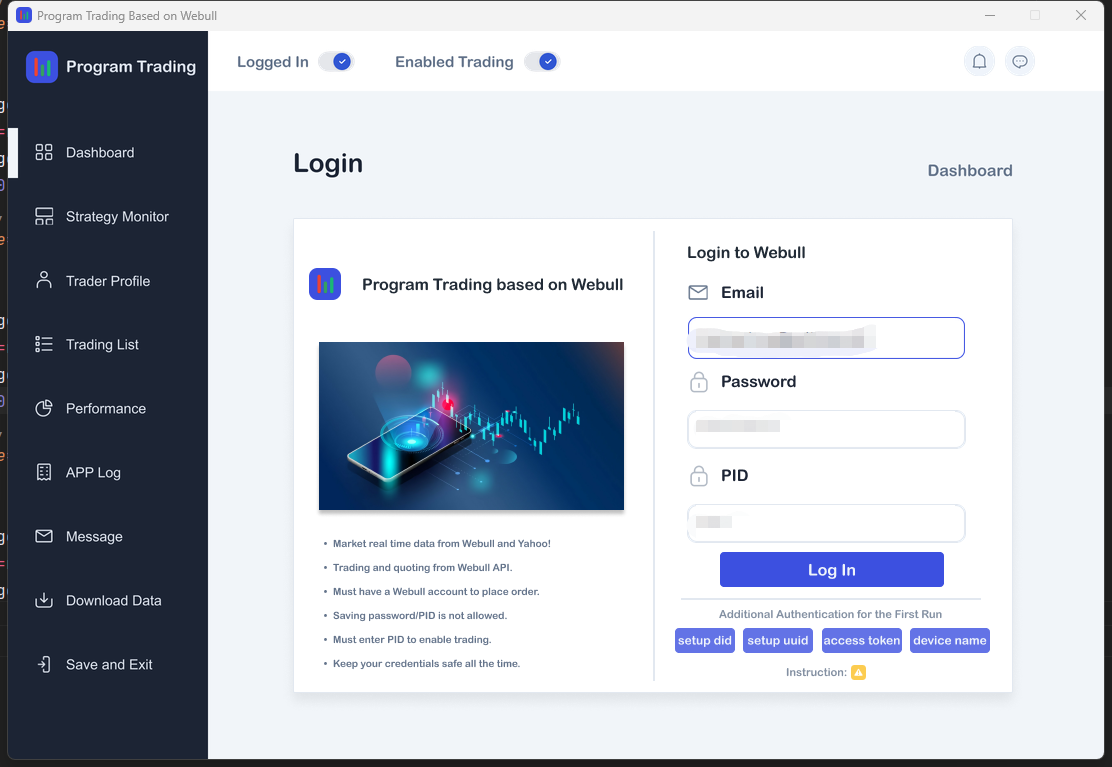 Program Trading Based on Webull
Program Trading
Logged In
Enabled Trading
Dashboard
Strategy Monitor
Trader Profile
Trading List
Performance
APP Log
Message
Download Data
Save and Exit
Login
Dashboard
Program Trading based on Webull
• Market real time data from Webull and Yahoo!
• Trading and quoting from Webull API.
• Must have a Webull account to place order.
• Saving password/PID is not allowed.
• Must enter PID to enable trading.
• Keep your credentials safe all the time.
Login to Webull
Email
Password
PID
Log In
Additional Authentication for the First Run
setup did
setup uuid
access token
device name
Instruction: